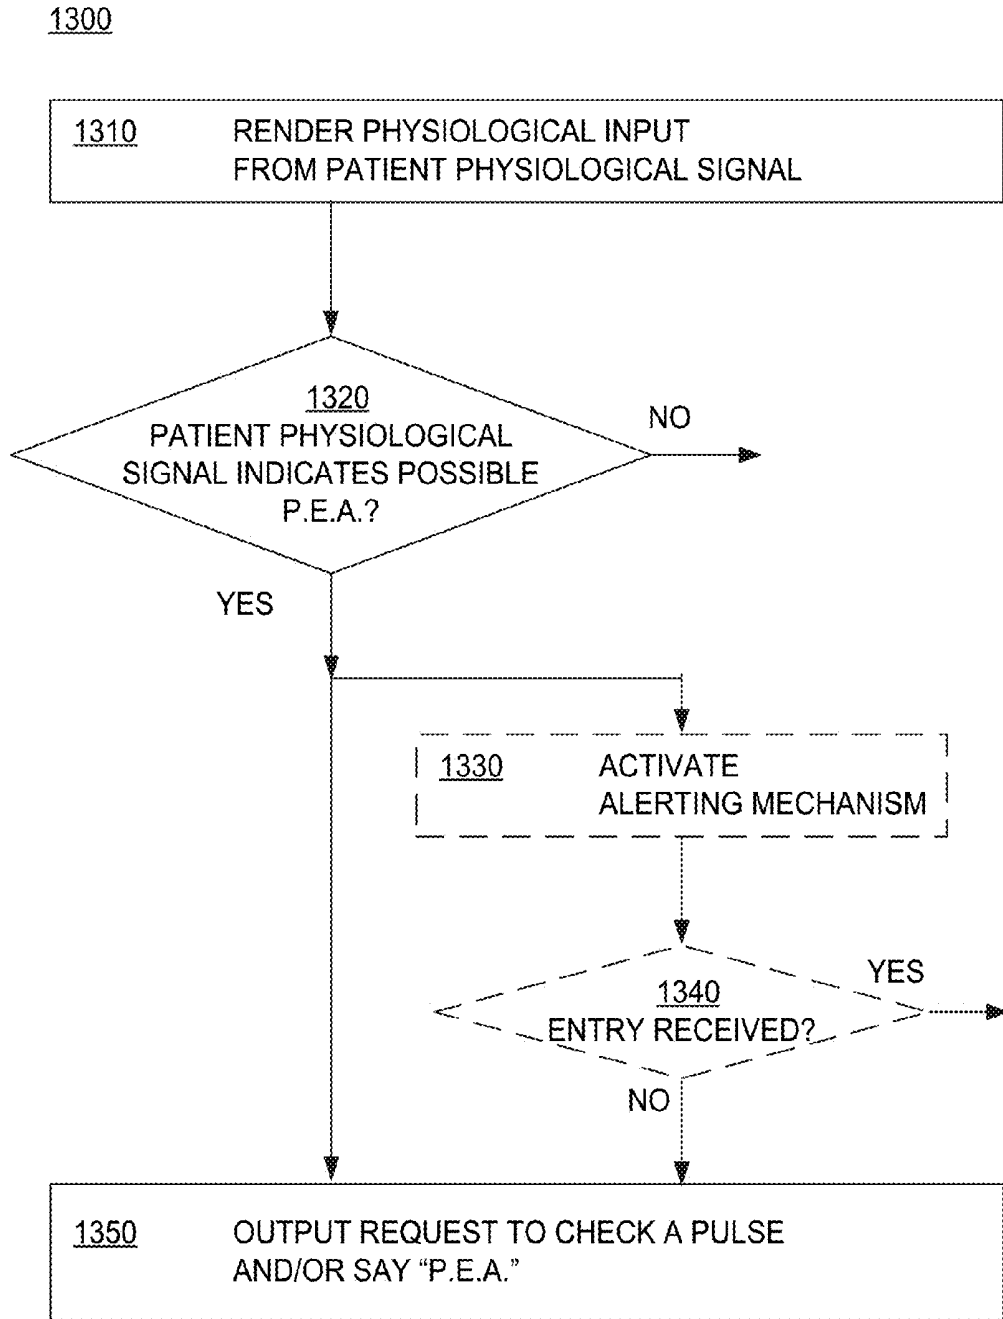 1300
1310 RENDER PHYSIOLOGICAL INPUT
FROM PATIENT PHYSIOLOGICAL SIGNAL
1320
PATIENT PHYSIOLOGICAL
SIGNAL INDICATES POSSIBLE
P.E.A.?
NO
YES
1330 ACTIVATE
ALERTING MECHANISM
1340
ENTRY RECEIVED?
YES
NO
1350 OUTPUT REQUEST TO CHECK A PULSE
AND/OR SAY “P.E.A.”